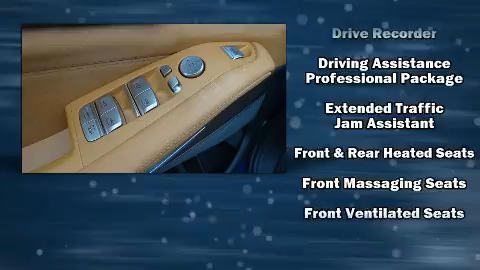 Drive Recorder
Driving Assistance
Professional Package
Extended Traffic
Jam Assistant
Front & Rear Heated Seats
Front Massaging Seats
Front Ventilated Seats